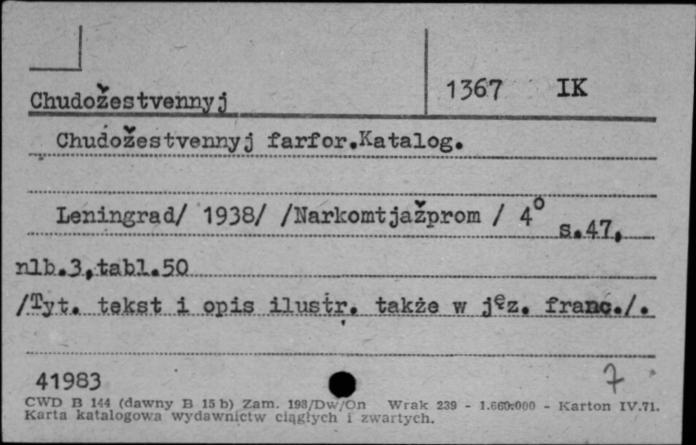 1367 IK
Chudožestvennyj
Chudožestvennyj farfor.Katalog.
Leningrad/ 1938/ /Narkomtjažprom / 4° s.47,
nlb.3,tabl.50
/Tyt. tekst i opis ilustr. także w jęz. franc./.
41983 7
CWD B 144 (dawny B 15 b) Zam. 198/Dw/On Wrak 239 - 1.660.000 - Karton IV.71.
Karta katalogowa wydawnictw ciągłych i zwartych.